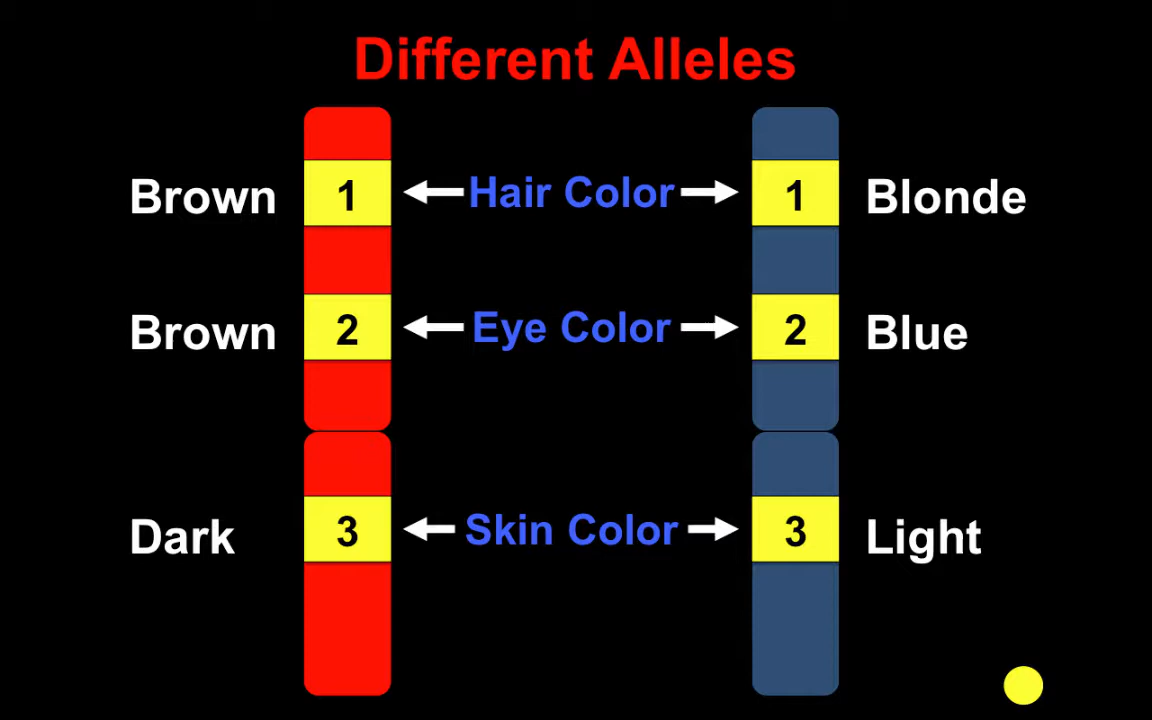 Different Alleles
Brown 1 Hair Color 1 Blonde
Brown 2 Eye Color 2 Blue
Dark 3 Skin Color 3 Light